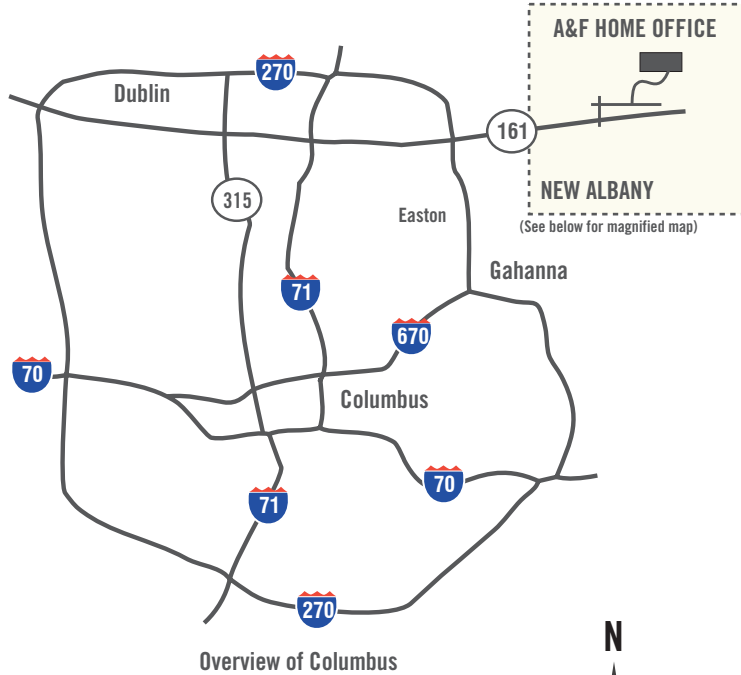 A&F HOME OFFICE
270
Dublin
161
315
NEW ALBANY
Easton
(See below for magnified map)
Gahanna
71
670
70
Columbus
70
71
270
N
Overview of Columbus